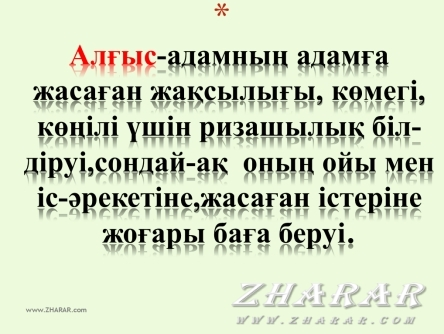 *
Алғыс-адамның адамға
жасаған жақсылығы, көмегі,
көңілі үшін ризашылық біл-
діруі,сондай-ақ оның ойы мен
іс-әрекетіне,жасаған істеріне
жоғары баға беруі.
www.ZHARAR.com
ZHARAR
WWW.ZHARAR.COM